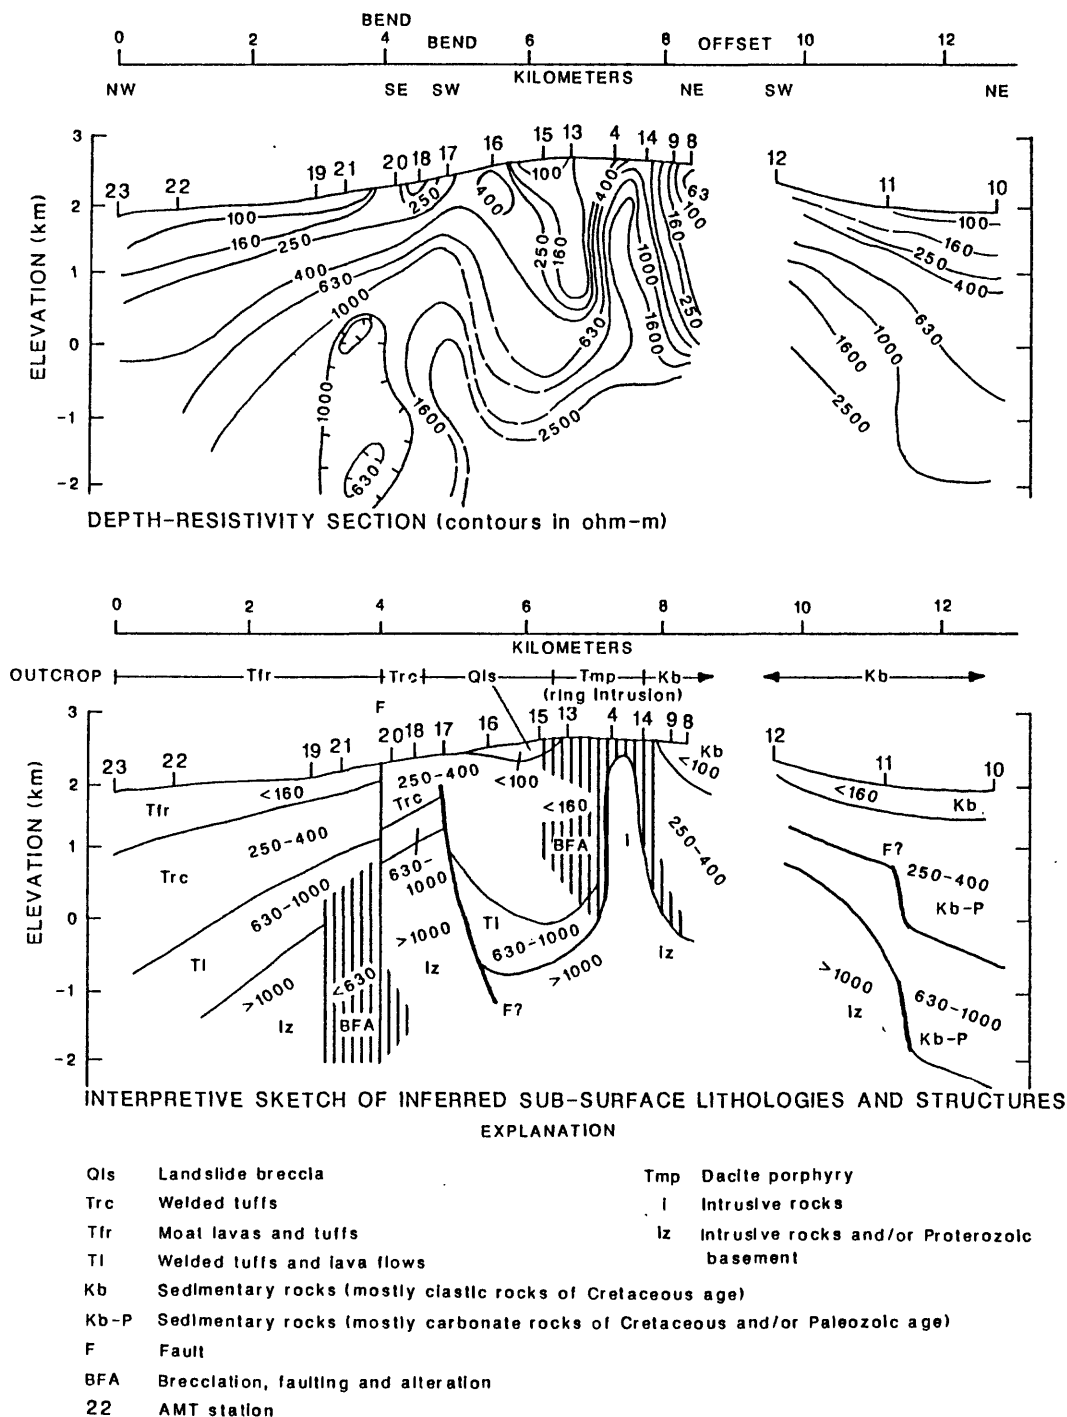 BEND
0 2 4 BEND 6 8 OFFSET 10 12
KILOMETERS
NW SE SW NE SW NE
ELEVATION (km)
3
2
1
0
-1
-2
23 22 19 21 20 18 17 16 15 13 4 14 9 8 12 11 10
100 250 400 100 400 63 100
160 250 250 160 160 100
400 160
630 250
1000 400
1000 250
630 630
1600 1000
1000 1600 1600
2500 2500
630
DEPTH-RESISTIVITY SECTION (contours in ohm-m)
0 2 4 6 8 10 12
KILOMETERS
OUTCROP Tfr Trc Qls Tmp Kb Kb
(ring intrusion)
F
ELEVATION (km)
3
2
1
0
-1
-2
23 22 19 21 20 18 17 16 15 13 4 14 9 8 12 11 10
Kb
<100
Tfr <160 250-400 <100 <160 Kb
Trc <160
250-400 BFA I F?
Trc 630-1000 250-400 250-400
Kb-P
630-1000 Tl
Tl >1000 630-1000 Iz
Iz >1000 >1000
>1000 <630 Iz 630-1000
Iz BFA F? Kb-P
INTERPRETIVE SKETCH OF INFERRED SUB-SURFACE LITHOLOGIES AND STRUCTURES
EXPLANATION
Qls Landslide breccia
Trc Welded tuffs
Tfr Moat lavas and tuffs
Tl Welded tuffs and lava flows
Kb Sedimentary rocks (mostly clastic rocks of Cretaceous age)
Kb-P Sedimentary rocks (mostly carbonate rocks of Cretaceous and/or Paleozoic age)
F Fault
BFA Brecciation, faulting and alteration
22 AMT station
Tmp Dacite porphyry
I Intrusive rocks
Iz Intrusive rocks and/or Proterozoic
basement